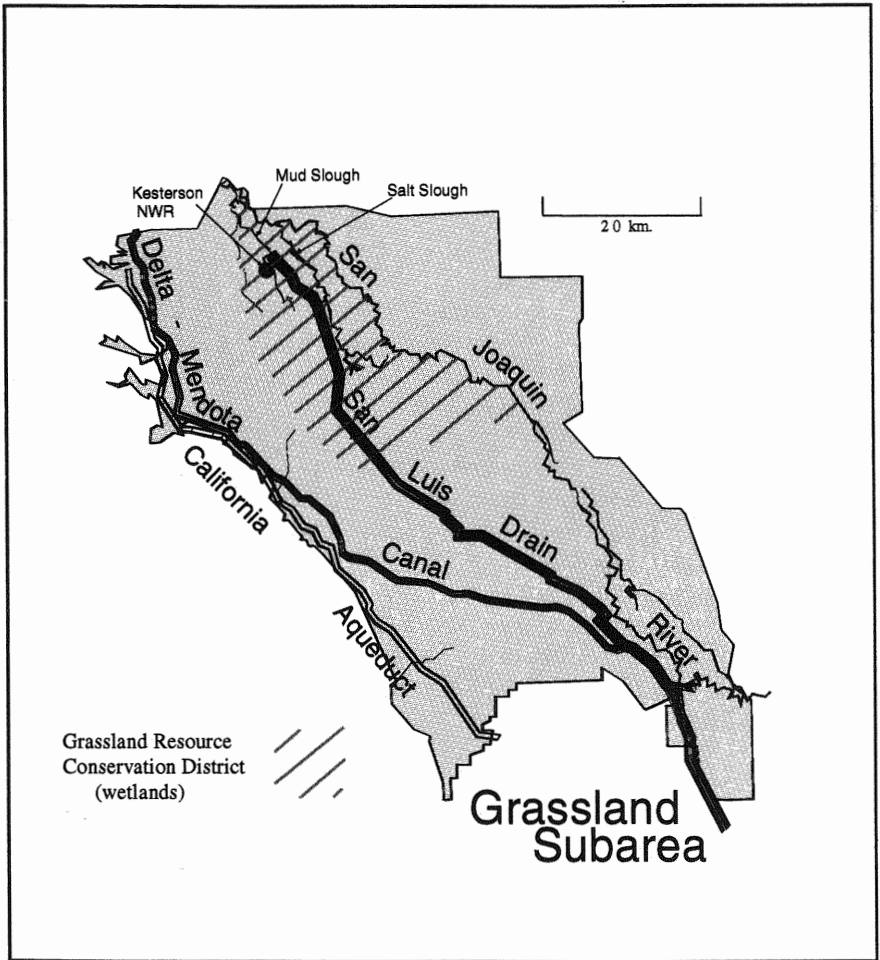 Mud Slough
Kesterson
NWR
Salt Slough
20 km.
San Joaquin River
Delta Mendota Canal
San Luis Drain
California Aqueduct
Grassland Resource
Conservation District
(wetlands)
Grassland
Subarea